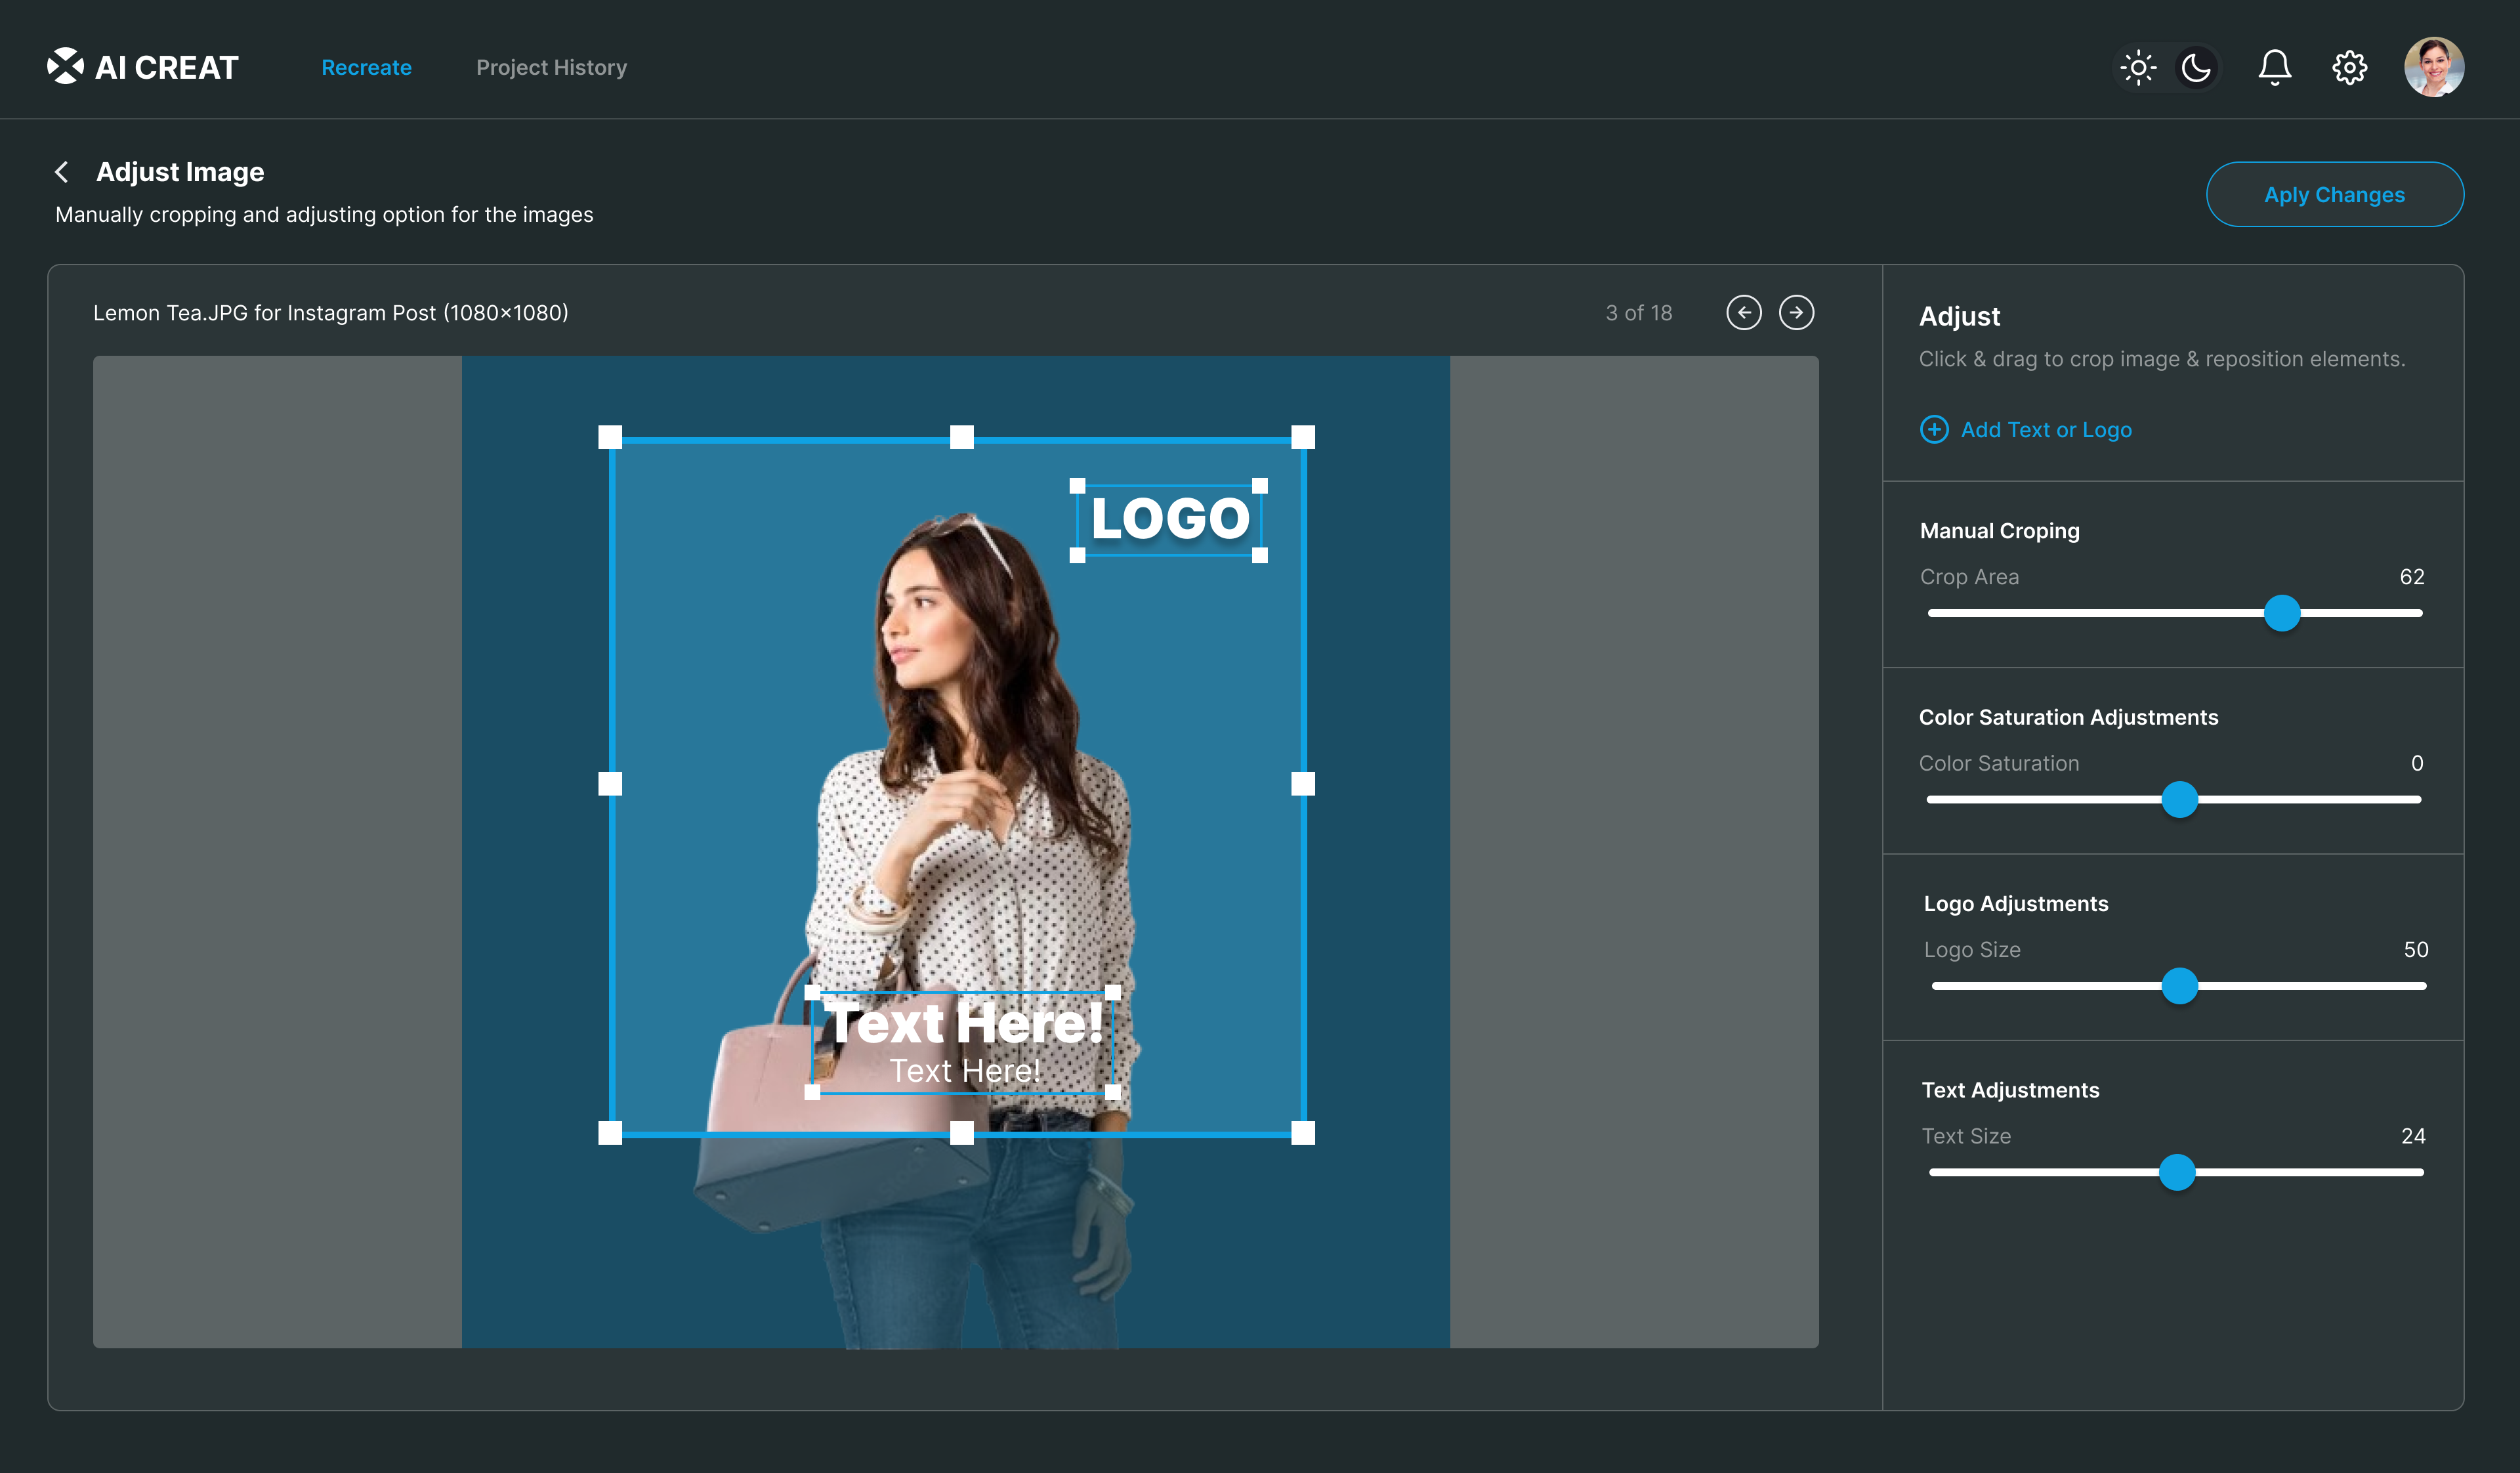 AI CREAT
Recreate
Project History
Adjust Image
Manually cropping and adjusting option for the images
Aply Changes
Lemon Tea.JPG for Instagram Post (1080×1080)
3 of 18
LOGO
Text Here!
Text Here!
Adjust
Click & drag to crop image & reposition elements.
Add Text or Logo
Manual Croping
Crop Area
62
Color Saturation Adjustments
Color Saturation
0
Logo Adjustments
Logo Size
50
Text Adjustments
Text Size
24